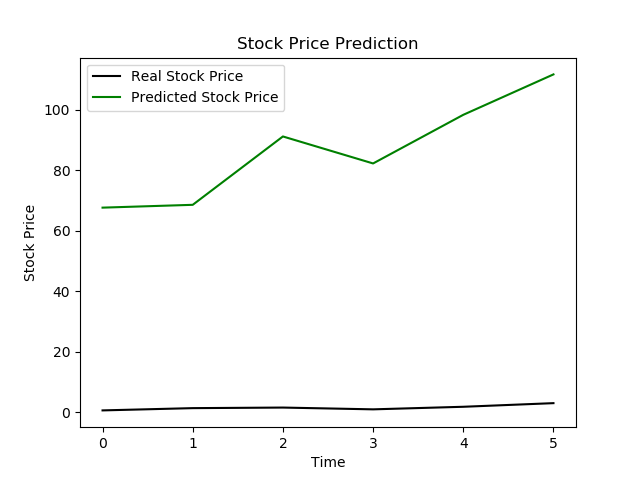 Stock Price Prediction
Real Stock Price
Predicted Stock Price
100
80
60
40
20
0
Stock Price
0 1 2 3 4 5
Time